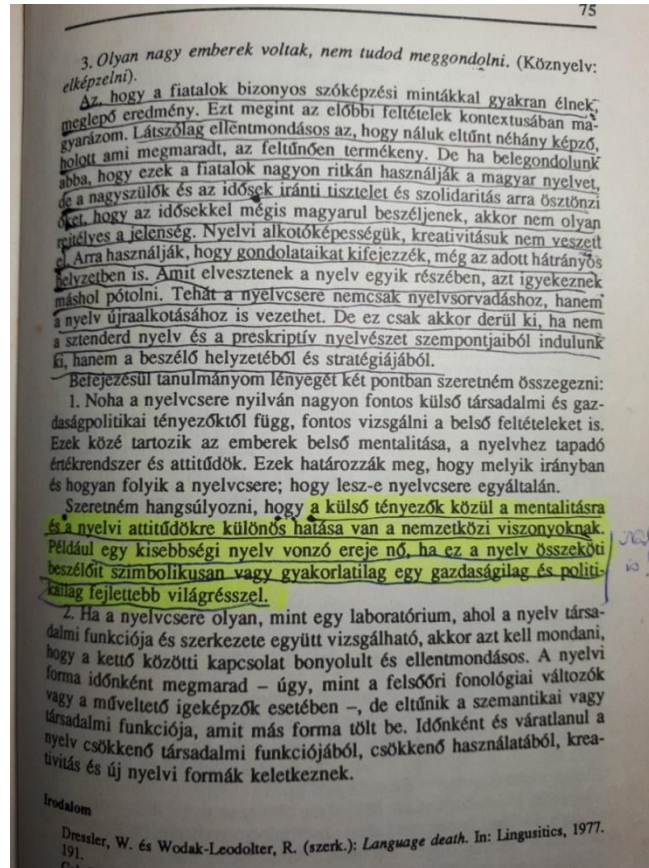 75
3. Olyan nagy emberek voltak, nem tudod meggondolni. (Köznyelv:
elképzelni).
Az, hogy a fiatalok bizonyos szóképzési mintákkal gyakran élnek,
meglepő eredmény. Ezt megint az előbbi feltételek kontextusában ma-
gyarázom. Látszólag ellentmondásos az, hogy náluk eltűnt néhány képző,
holott ami megmaradt, az feltűnően termékeny. De ha belegondolunk
abba, hogy ezek a fiatalok nagyon ritkán használják a magyar nyelvet,
de a nagyszülők és az idősek iránti tisztelet és szolidaritás arra ösztönzi
őket, hogy az idősekkel mégis magyarul beszéljenek, akkor nem olyan
rejtélyes a jelenség. Nyelvi alkotóképességük, kreativitásuk nem veszett
el. Arra használják, hogy gondolataikat kifejezzék, még az adott hátrányos
helyzetben is. Amit elvesztenek a nyelv egyik részében, azt igyekeznek
máshol pótolni. Tehát a nyelvcsere nemcsak nyelvsorvadáshoz, hanem
a nyelv újraalkotásához is vezethet. De ez csak akkor derül ki, ha nem
a sztenderd nyelv és a preskriptív nyelvészet szempontjaiból indulunk
ki, hanem a beszélő helyzetéből és stratégiájából.
Befejezésül tanulmányom lényegét két pontban szeretném összegezni:
1. Noha a nyelvcsere nyilván nagyon fontos külső társadalmi és gaz-
daságpolitikai tényezőktől függ, fontos vizsgálni a belső feltételeket is.
Ezek közé tartozik az emberek belső mentalitása, a nyelvhez tapadó
értékrendszer és attitűdök. Ezek határozzák meg, hogy melyik irányban
és hogyan folyik a nyelvcsere; hogy lesz-e nyelvcsere egyáltalán.
Szeretném hangsúlyozni, hogy a külső tényezők közül a mentalitásra
és a nyelvi attitűdökre különös hatása van a nemzetközi viszonyoknak.
Például egy kisebbségi nyelv vonzó ereje nő, ha ez a nyelv összeköti
beszélőit szimbolikusan vagy gyakorlatilag egy gazdaságilag és politi-
kailag fejlettebb világrésszel.
is!
2. Ha a nyelvcsere olyan, mint egy laboratórium, ahol a nyelv társa-
dalmi funkciója és szerkezete együtt vizsgálható, akkor azt kell mondani,
hogy a kettő közötti kapcsolat bonyolult és ellentmondásos. A nyelvi
forma időnként megmarad – úgy, mint a felsőőri fonológiai változók
vagy a műveltető igeképzők esetében –, de eltűnik a szemantikai vagy
társadalmi funkciója, amit más forma tölt be. Időnként és váratlanul a
nyelv csökkenő társadalmi funkciójából, csökkenő használatából, krea-
tivitás és új nyelvi formák keletkeznek.
Irodalom
Dressler, W. és Wodak-Leodolter, R. (szerk.): Language death. In: Lingusitics, 1977.
191.